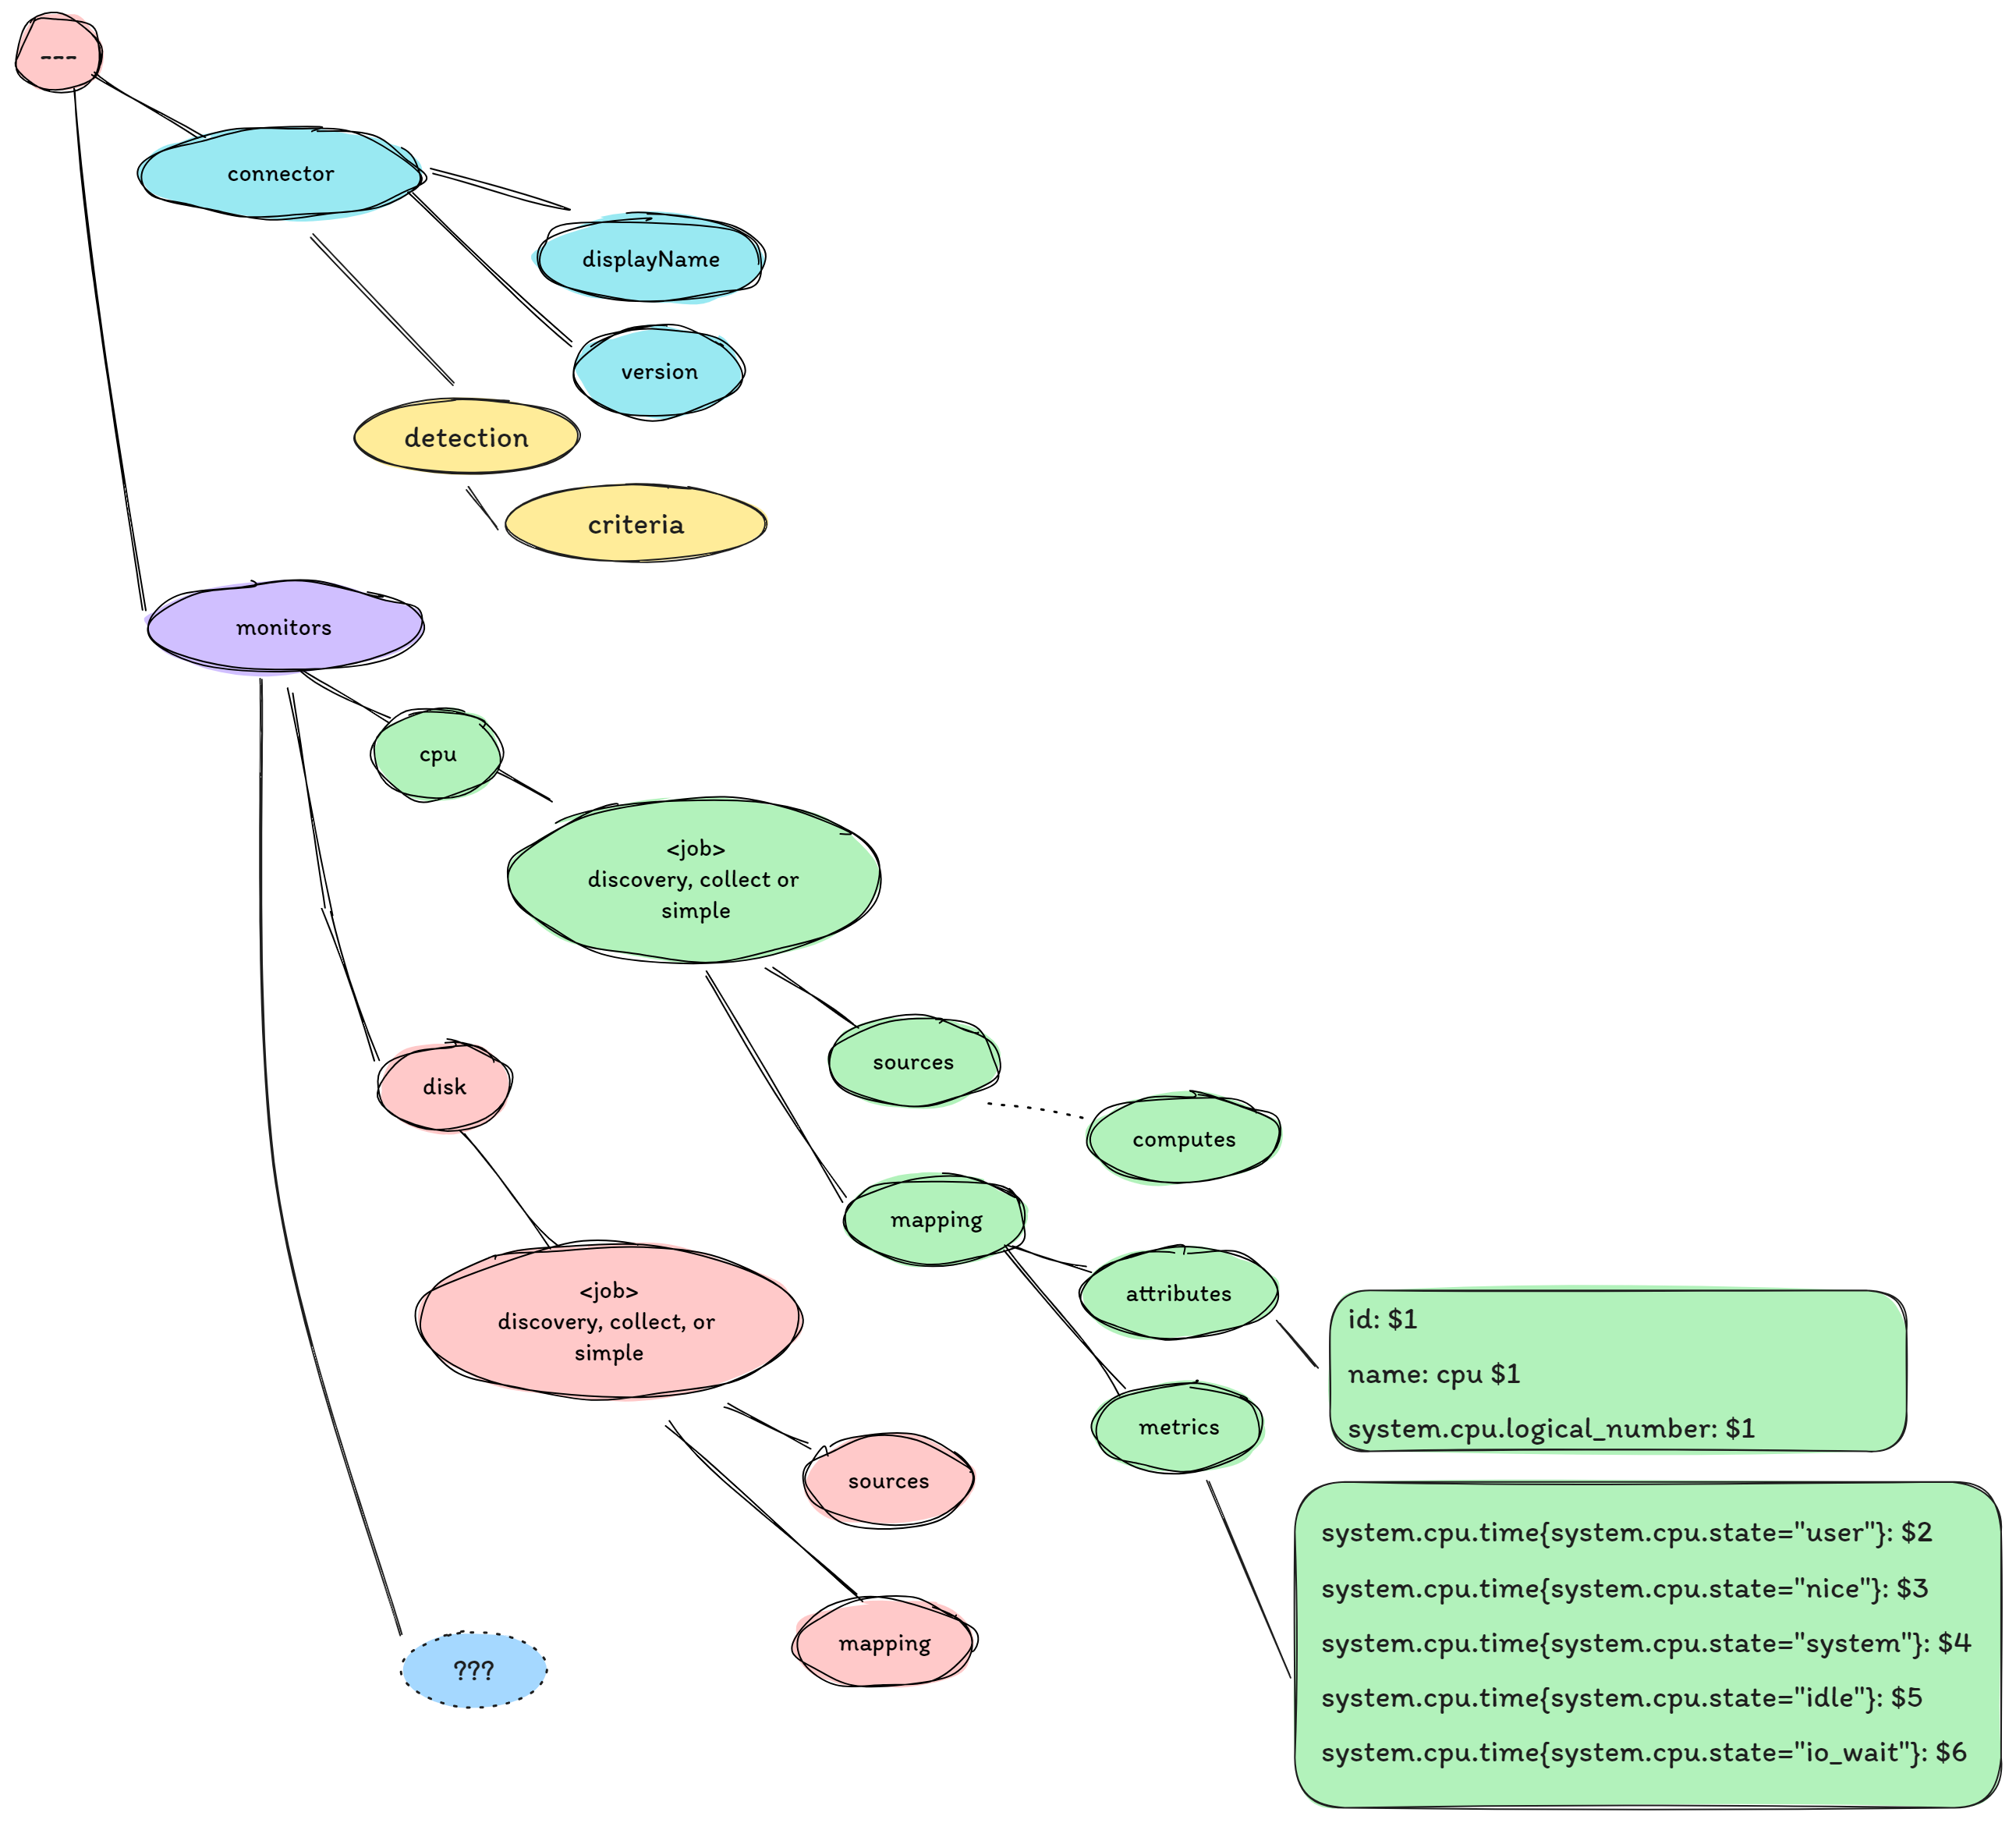 ---
connector
displayName
version
detection
criteria
monitors
cpu
<job>
discovery, collect or
simple
sources
computes
disk
mapping
attributes
id: $1
name: cpu $1
system.cpu.logical_number: $1
<job>
discovery, collect, or
simple
metrics
sources
system.cpu.time{system.cpu.state="user"}: $2
system.cpu.time{system.cpu.state="nice"}: $3
system.cpu.time{system.cpu.state="system"}: $4
system.cpu.time{system.cpu.state="idle"}: $5
system.cpu.time{system.cpu.state="io_wait"}: $6
mapping
???